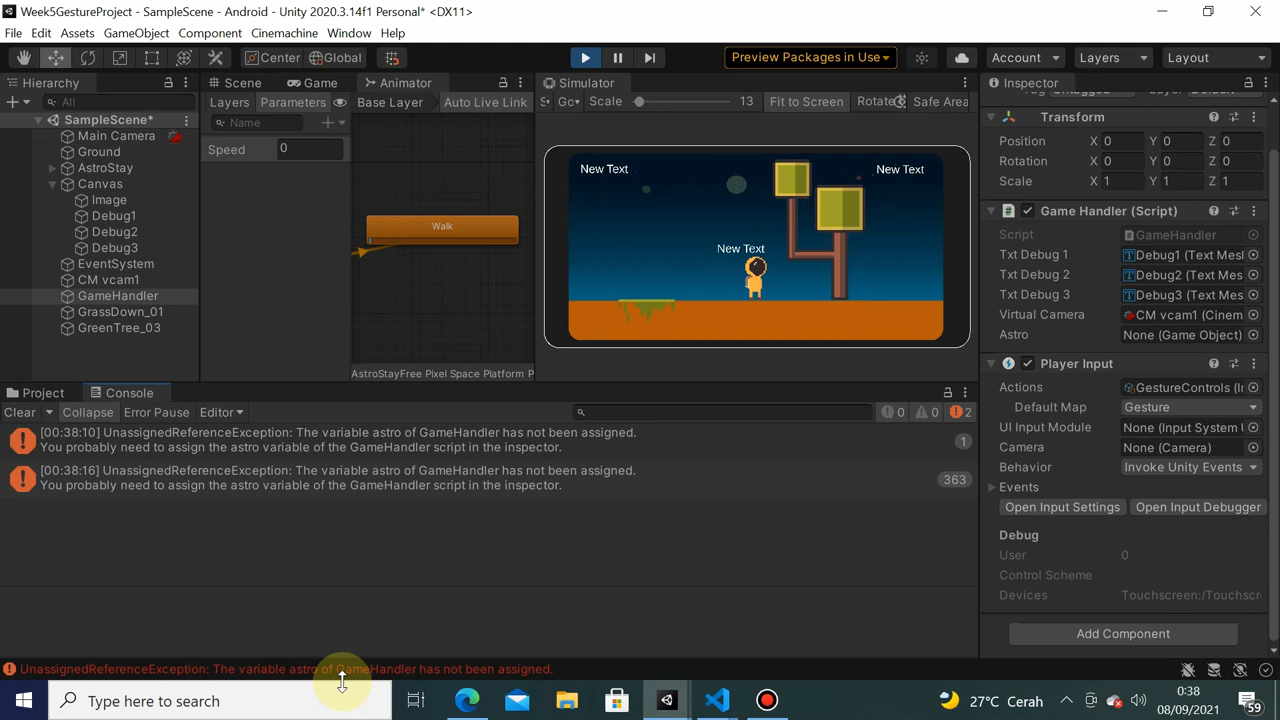 Week5GestureProject - SampleScene - Android - Unity 2020.3.14f1 Personal* <DX11>
File Edit Assets GameObject Component Cinemachine Window Help
Center Global Preview Packages in Use Account Layers Layout
Hierarchy Scene Game Animator Simulator Inspector
All Layers Parameters Base Layer Auto Live Link Scale 13 Fit to Screen Rotate Safe Area
SampleScene*
Main Camera
Ground
AstroStay
Canvas
Image
Debug1
Debug2
Debug3
EventSystem
CM vcam1
GameHandler
GrassDown_01
GreenTree_03
Name
Speed 0
Walk
AstroStayFree Pixel Space Platform P
New Text
New Text
New Text
Transform
Position X 0 Y 0 Z 0
Rotation X 0 Y 0 Z 0
Scale X 1 Y 1 Z 1
Game Handler (Script)
Script GameHandler
Txt Debug 1 Debug1 (Text Mesl
Txt Debug 2 Debug2 (Text Mes
Txt Debug 3 Debug3 (Text Mes
Virtual Camera CM vcam1 (Cinem
Astro None (Game Object)
Player Input
Actions GestureControls (I
Default Map Gesture
UI Input Module None (Input System
Camera None (Camera)
Behavior Invoke Unity Events
Events
Open Input Settings Open Input Debugger
Debug
User 0
Control Scheme
Devices Touchscreen:/Touchscr
Add Component
Project Console
Clear Collapse Error Pause Editor 0 0 2
[00:38:10] UnassignedReferenceException: The variable astro of GameHandler has not been assigned.
You probably need to assign the astro variable of the GameHandler script in the inspector.
1
[00:38:16] UnassignedReferenceException: The variable astro of GameHandler has not been assigned.
You probably need to assign the astro variable of the GameHandler script in the inspector.
363
UnassignedReferenceException: The variable astro of GameHandler has not been assigned.
Type here to search
27°C Cerah
0:38
08/09/2021
59